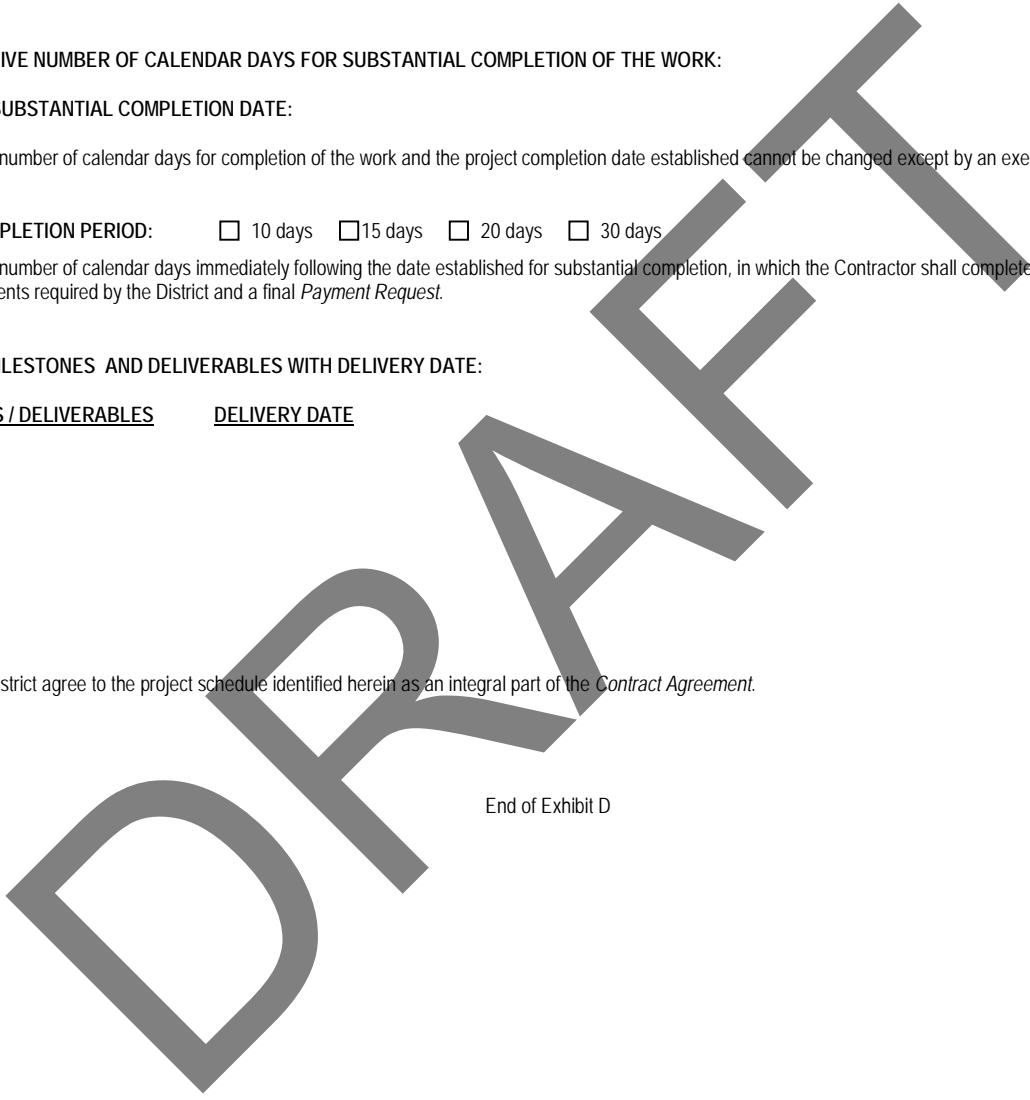 IVE NUMBER OF CALENDAR DAYS FOR SUBSTANTIAL COMPLETION OF THE WORK:
SUBSTANTIAL COMPLETION DATE:
number of calendar days for completion of the work and the project completion date established cannot be changed except by an exe
PLETION PERIOD: ☐ 10 days ☐ 15 days ☐ 20 days ☐ 30 days
number of calendar days immediately following the date established for substantial completion, in which the Contractor shall complete
ents required by the District and a final Payment Request.
ILESTONES AND DELIVERABLES WITH DELIVERY DATE:
S / DELIVERABLES DELIVERY DATE
strict agree to the project schedule identified herein as an integral part of the Contract Agreement.
End of Exhibit D
DRAFT